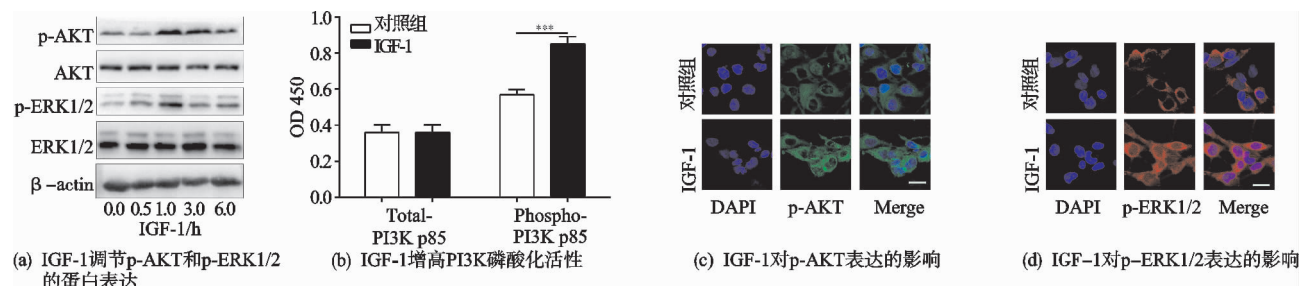 p-AKT
AKT
p-ERK1/2
ERK1/2
β-actin
0.0 0.5 1.0 3.0 6.0
IGF-1/h
(a) IGF-1调节p-AKT和p-ERK1/2
的蛋白表达
1.0
0.8
0.6
0.4
0.2
0.0
OD 450
对照组
IGF-1
***
Total-
PI3K p85
Phospho-
PI3K p85
(b) IGF-1增高PI3K磷酸化活性
对照组
IGF-1
DAPI p-AKT Merge
(c) IGF-1对p-AKT表达的影响
对照组
IGF-1
DAPI p-ERK1/2 Merge
(d) IGF-1对p-ERK1/2表达的影响